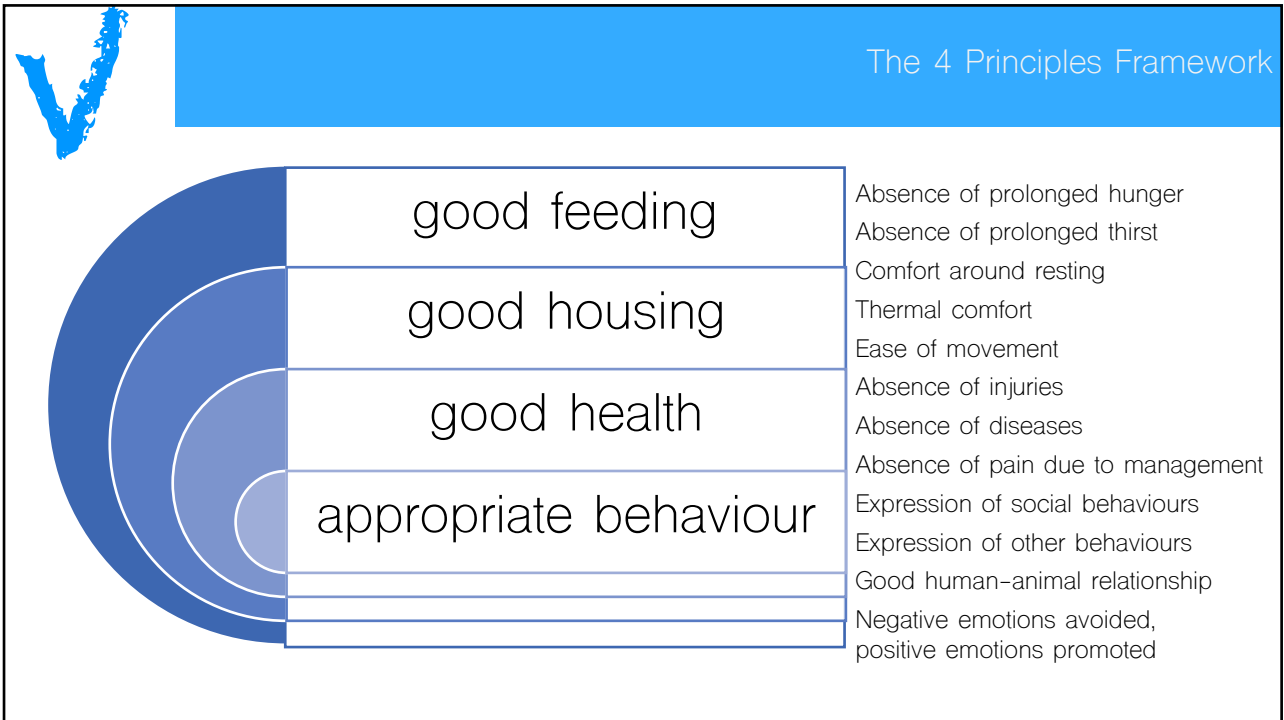 The 4 Principles Framework
good feeding
good housing
good health
appropriate behaviour
Absence of prolonged hunger
Absence of prolonged thirst
Comfort around resting
Thermal comfort
Ease of movement
Absence of injuries
Absence of diseases
Absence of pain due to management
Expression of social behaviours
Expression of other behaviours
Good human-animal relationship
Negative emotions avoided,
positive emotions promoted